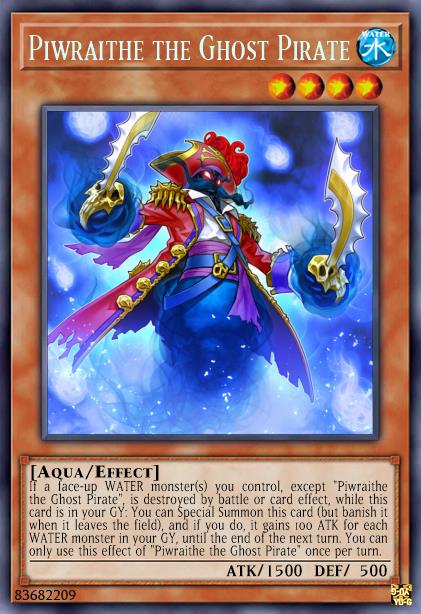 Piwraithe the Ghost Pirate
WATER
水
[Aqua/Effect]
If a face-up WATER monster(s) you control, except "Piwraithe
the Ghost Pirate", is destroyed by battle or card effect, while this
card is in your GY: You can Special Summon this card (but banish it
when it leaves the field), and if you do, it gains 100 ATK for each
WATER monster in your GY, until the end of the next turn. You can
only use this effect of "Piwraithe the Ghost Pirate" once per turn.
ATK/1500 DEF/ 500
83682209